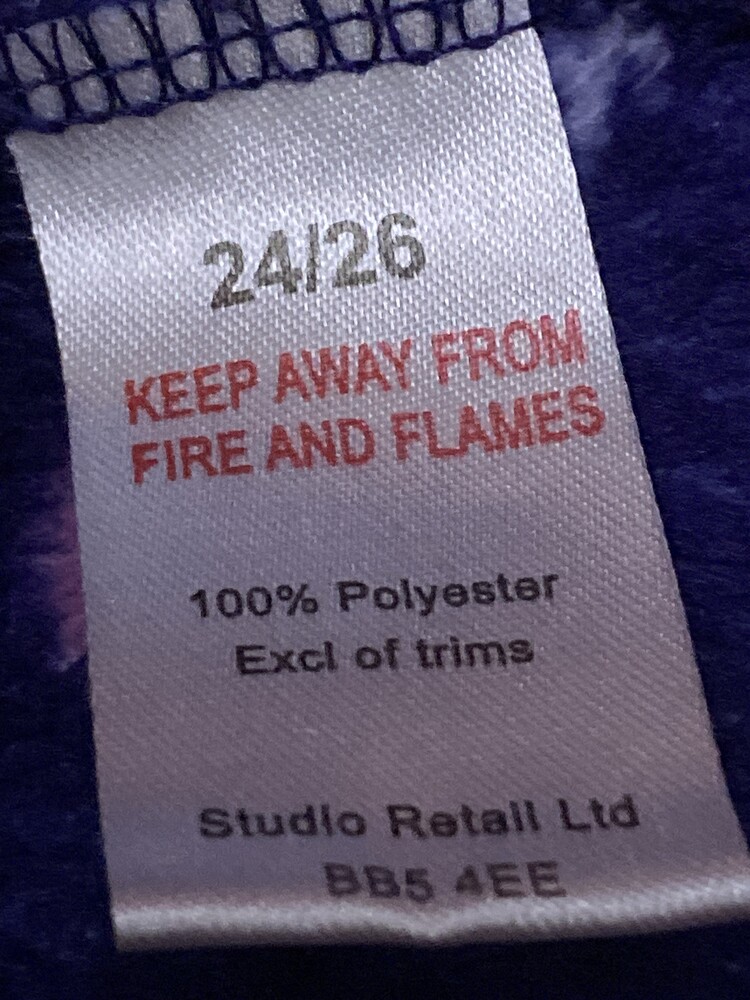 24/26
KEEP AWAY FROM
FIRE AND FLAMES
100% Polyester
Excl of trims
Studio Retail Ltd
BB5 4EE